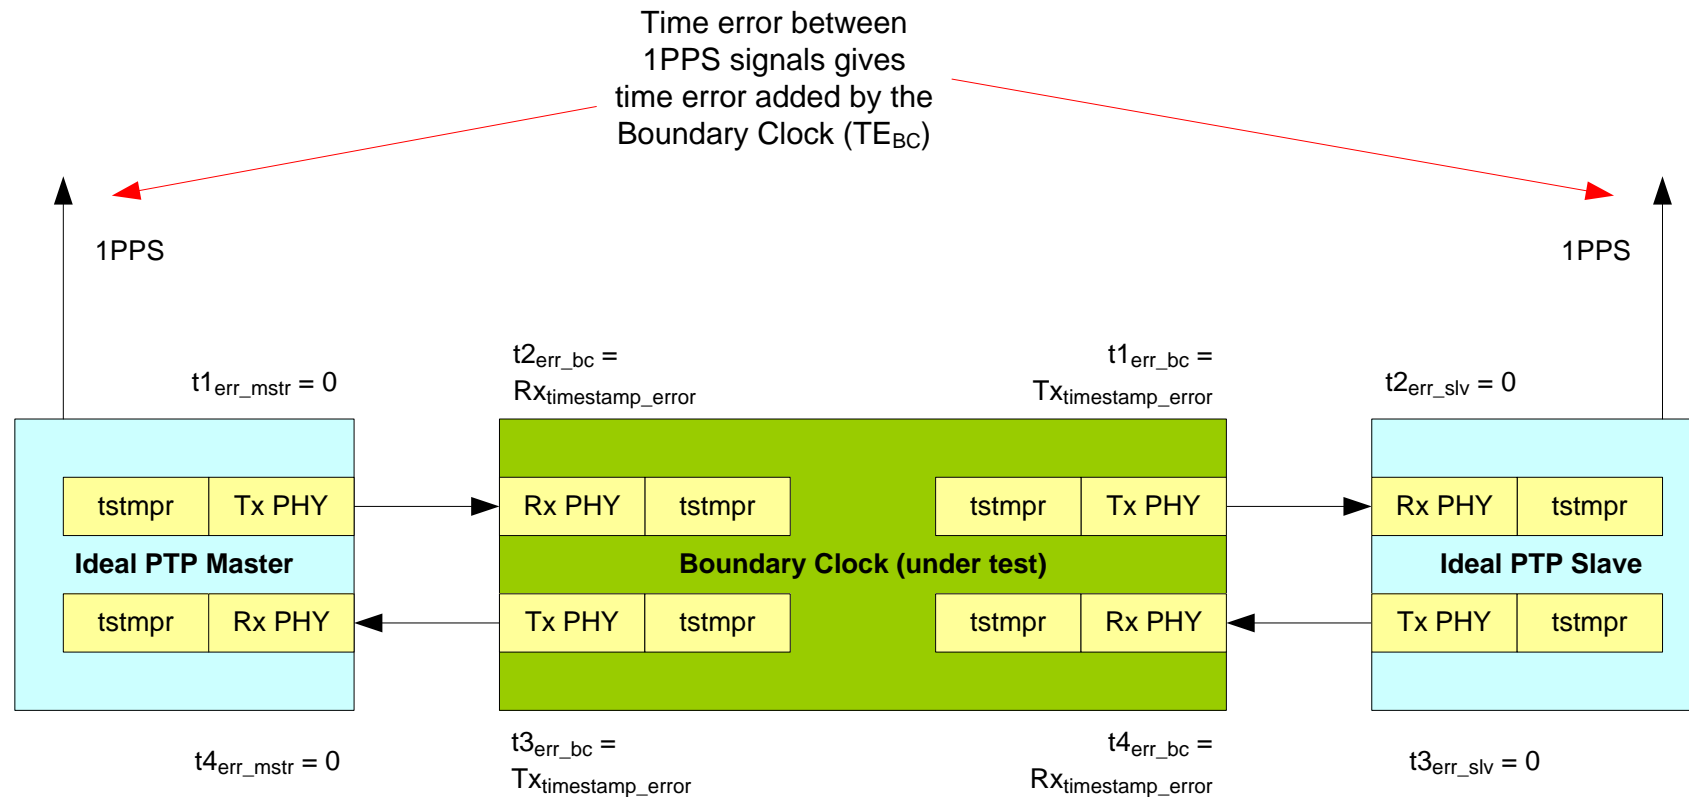 Time error between
1PPS signals gives
time error added by the
Boundary Clock (TEBC)
1PPS
1PPS
t1err_mstr = 0
t2err_bc =
Rxtimestamp_error
t1err_bc =
Txtimestamp_error
t2err_slv = 0
tstmpr
Tx PHY
Rx PHY
tstmpr
tstmpr
Tx PHY
Rx PHY
tstmpr
Ideal PTP Master
Boundary Clock (under test)
Ideal PTP Slave
tstmpr
Rx PHY
Tx PHY
tstmpr
tstmpr
Rx PHY
Tx PHY
tstmpr
t4err_mstr = 0
t3err_bc =
Txtimestamp_error
t4err_bc =
Rxtimestamp_error
t3err_slv = 0